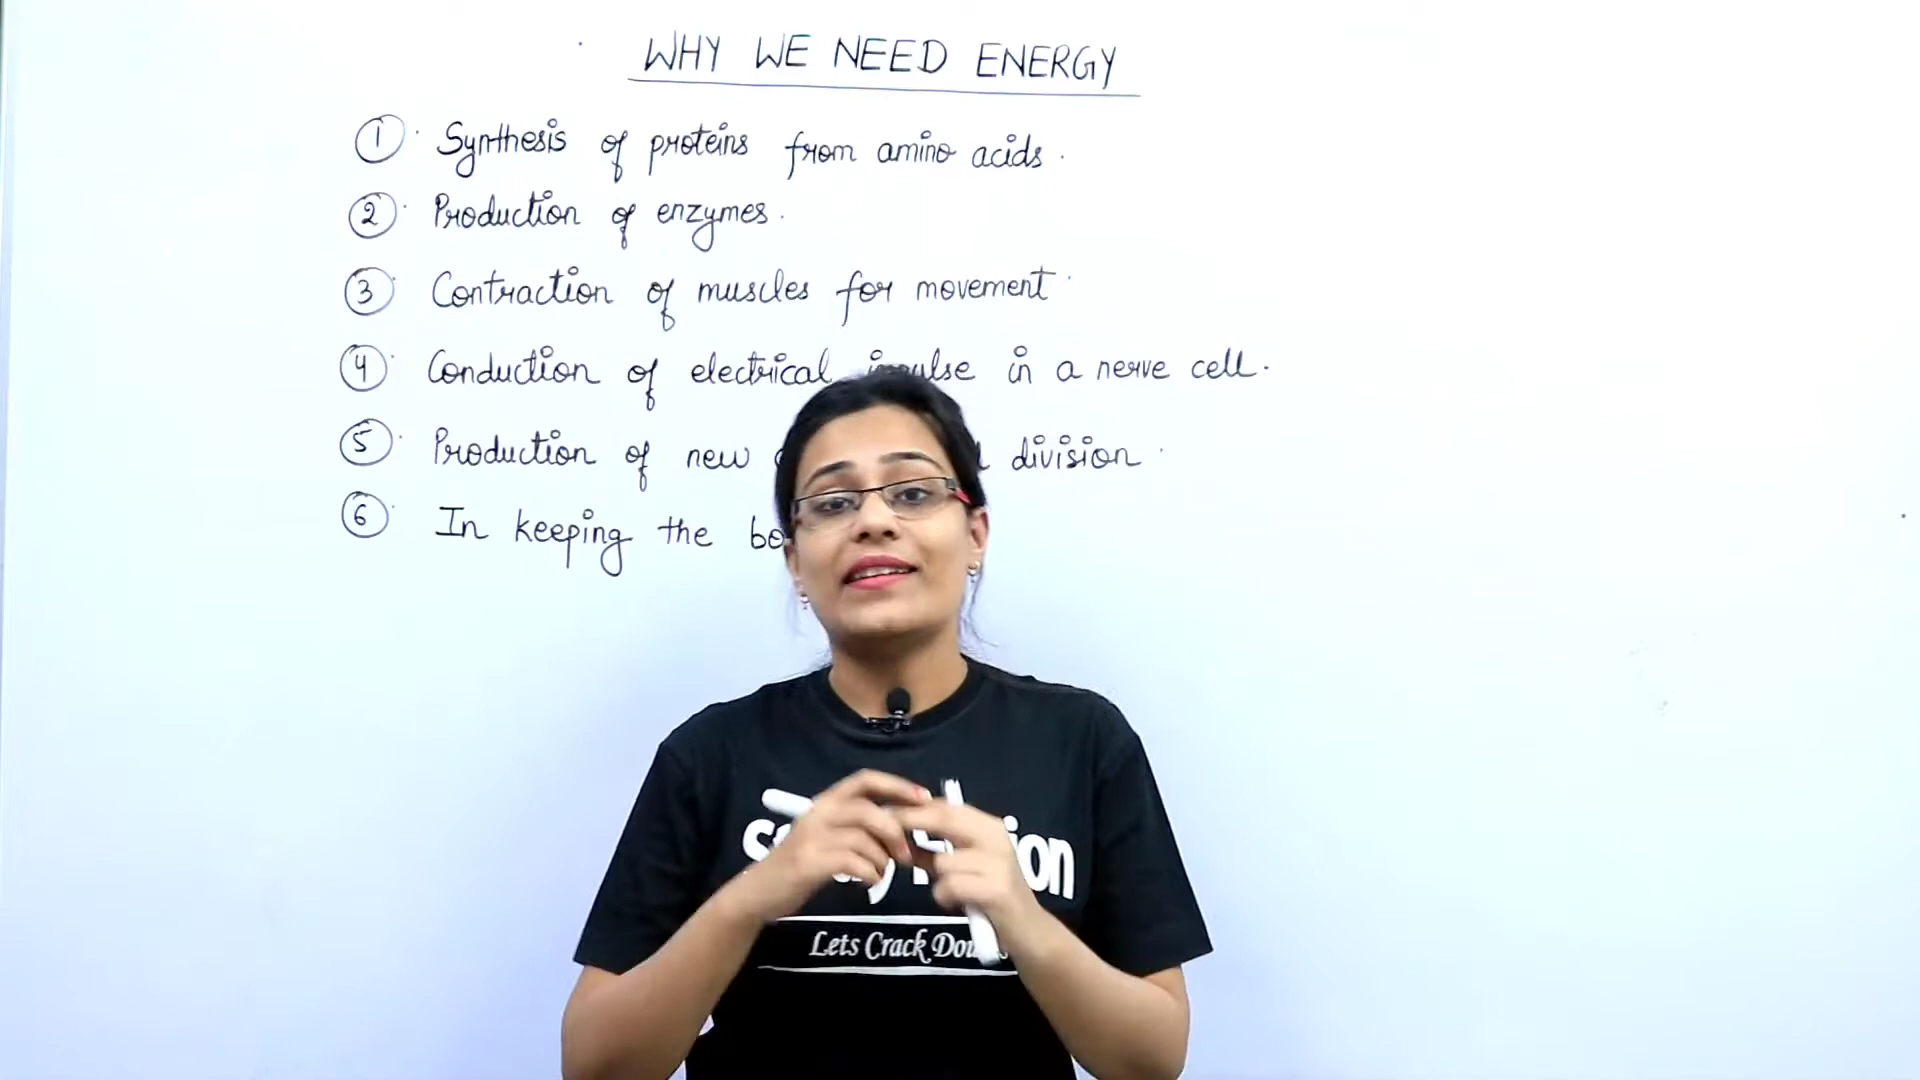 WHY WE NEED ENERGY
1 Synthesis of proteins from amino acids.
2 Production of enzymes.
3 Contraction of muscles for movement
4 Conduction of electrical in a nerve cell.
5 Production of new division
6 In keeping the
Lets Crack